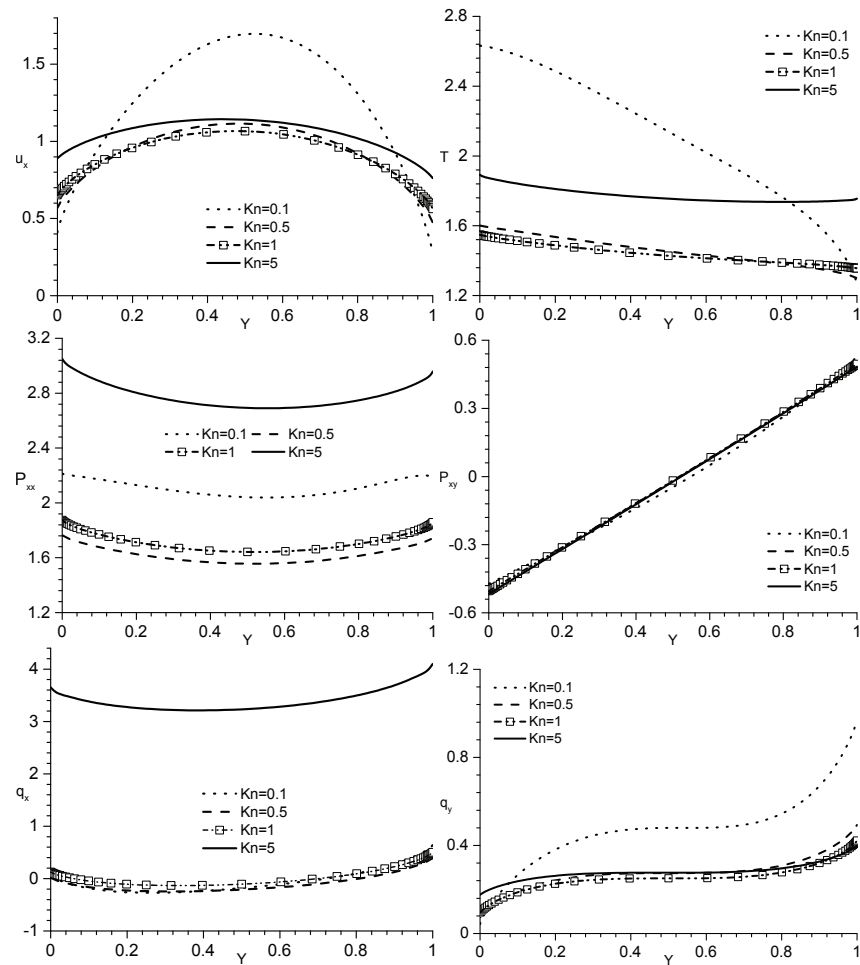 1.5
1
0.5
0
u_x
Kn=0.1
Kn=0.5
Kn=1
Kn=5
0 0.2 0.4 0.6 0.8 1
Y
2.8
2.4
2
1.6
1.2
T
Kn=0.1
Kn=0.5
Kn=1
Kn=5
0 0.2 0.4 0.6 0.8 1
Y
3.2
2.8
2.4
2
1.6
1.2
P_xx
Kn=0.1 Kn=0.5
Kn=1 Kn=5
0 0.2 0.4 0.6 0.8 1
Y
0.6
0.3
0
-0.3
-0.6
P_xy
Kn=0.1
Kn=0.5
Kn=1
Kn=5
0 0.2 0.4 0.6 0.8 1
Y
4
3
2
1
0
-1
q_x
Kn=0.1
Kn=0.5
Kn=1
Kn=5
0 0.2 0.4 0.6 0.8 1
Y
1.2
0.8
0.4
0
q_y
Kn=0.1
Kn=0.5
Kn=1
Kn=5
0 0.2 0.4 0.6 0.8 1
Y